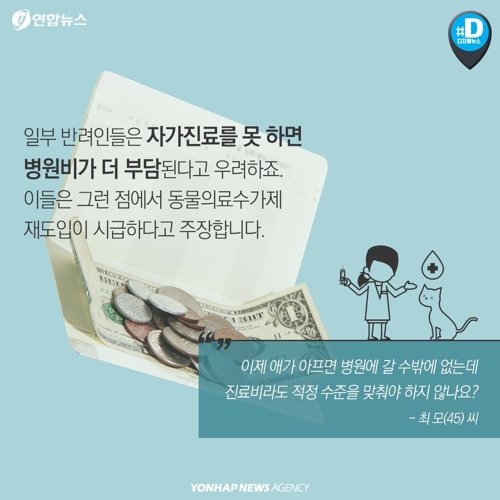 연합뉴스
#D
디지털뉴스
일부 반려인들은 자가진료를 못 하면
병원비가 더 부담된다고 우려하죠.
이들은 그런 점에서 동물의료수가제
재도입이 시급하다고 주장합니다.
“
이제 애가 아프면 병원에 갈 수밖에 없는데
진료비라도 적정 수준을 맞춰야 하지 않나요?
- 최 모(45) 씨
YONHAP NEWS AGENCY